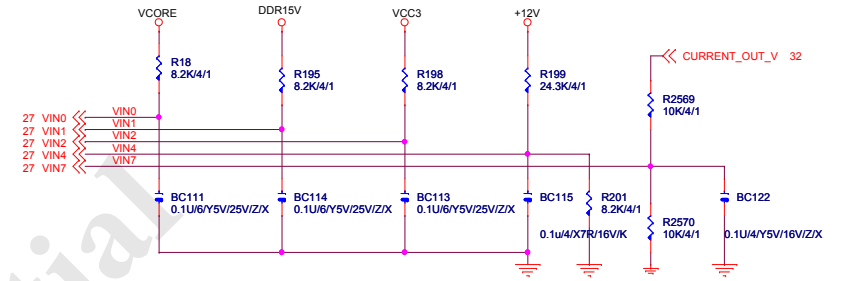 VCORE
DDR15V
VCC3
+12V
R18
8.2K/4/1
R195
8.2K/4/1
R198
8.2K/4/1
R199
24.3K/4/1
CURRENT_OUT_V 32
R2569
10K/4/1
27 VIN0 VIN0
27 VIN1 VIN1
27 VIN2 VIN2
27 VIN4 VIN4
27 VIN7 VIN7
BC111
0.1U/6/Y5V/25V/Z/X
BC114
0.1U/6/Y5V/25V/Z/X
BC113
0.1U/6/Y5V/25V/Z/X
BC115
0.1u/4/X7R/16V/K
R201
8.2K/4/1
R2570
10K/4/1
BC122
0.1U/4/Y5V/16V/Z/X
tial